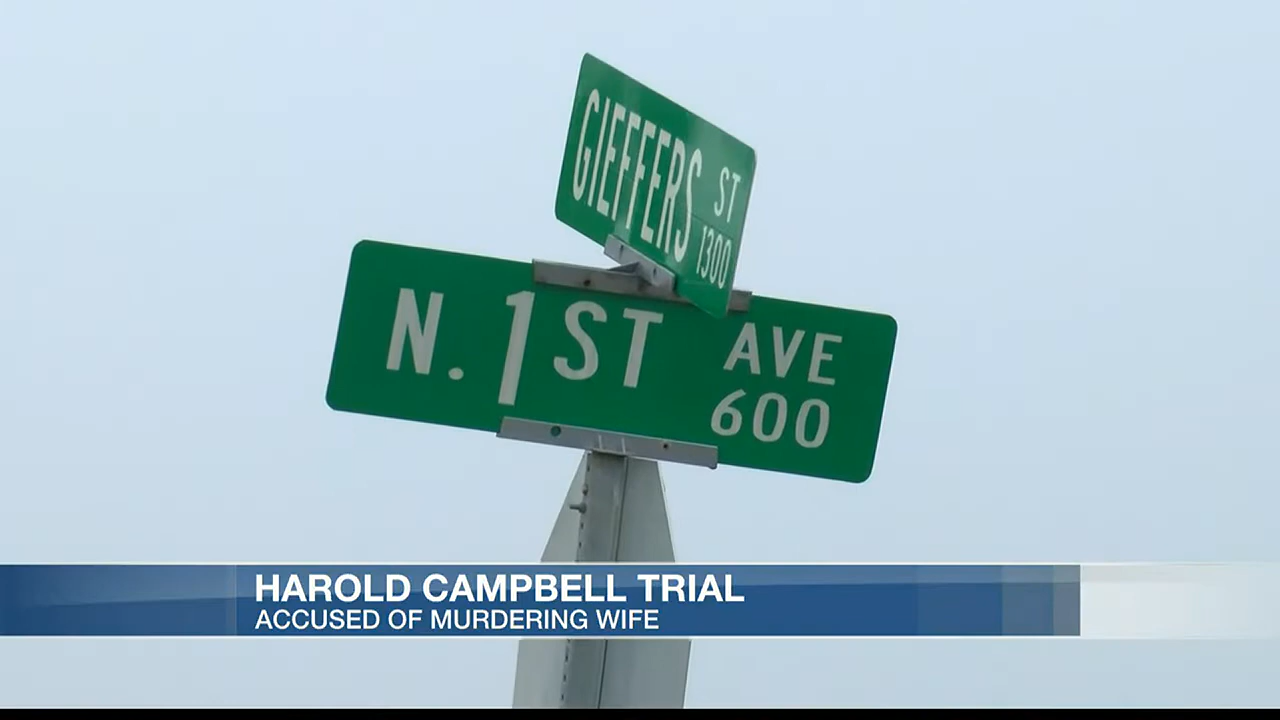 GIEFFERS ST
1300
N. 1ST AVE
600
HAROLD CAMPBELL TRIAL
ACCUSED OF MURDERING WIFE